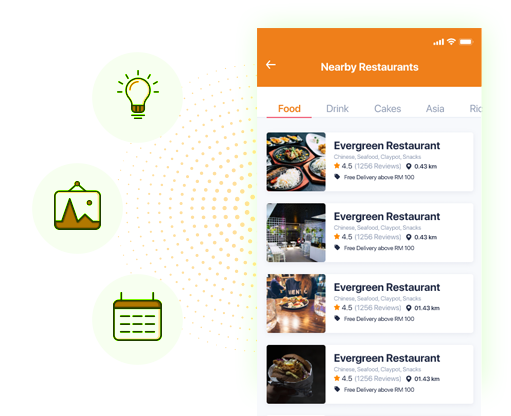 Nearby Restaurants
Food Drink Cakes Asia
Evergreen Restaurant
Chinese, Seafood, Claypot, Snacks
4.5 (1256 Reviews) 0.43 km
Free Delivery above RM 100
Evergreen Restaurant
Chinese, Seafood, Claypot, Snacks
4.5 (1256 Reviews) 0.43 km
Free Delivery above RM 100
Evergreen Restaurant
Chinese, Seafood, Claypot, Snacks
4.5 (1256 Reviews) 01.43 km
Free Delivery above RM 100
Evergreen Restaurant
Chinese, Seafood, Claypot, Snacks
4.5 (1256 Reviews) 01.43 km
Free Delivery above RM 100